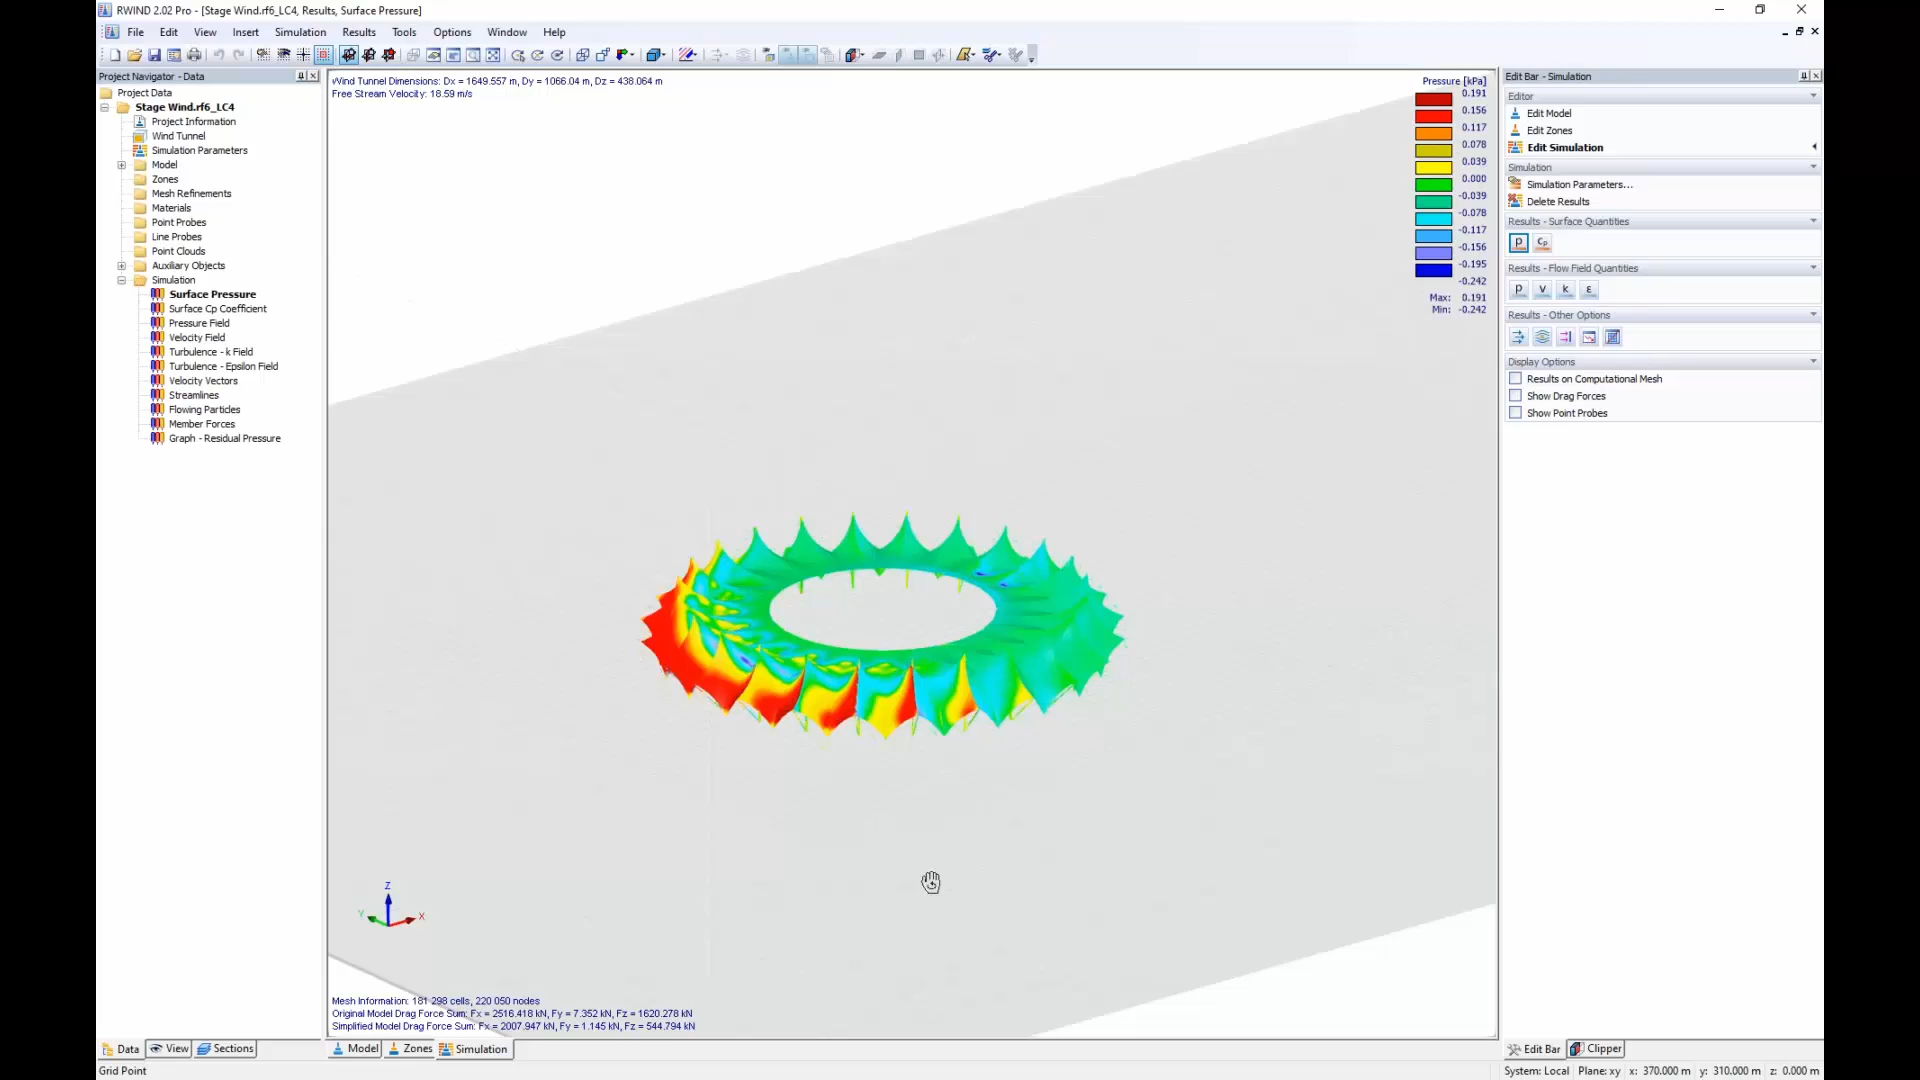 RWIND 2.02 Pro - [Stage Wind.rf6_LC4, Results, Surface Pressure]
File Edit View Insert Simulation Results Tools Options Window Help
Project Navigator - Data
Project Data
Stage Wind.rf6_LC4
Project Information
Wind Tunnel
Simulation Parameters
Model
Zones
Mesh Refinements
Materials
Point Probes
Line Probes
Point Clouds
Auxiliary Objects
Simulation
Surface Pressure
Surface Cp Coefficient
Pressure Field
Velocity Field
Turbulence - k Field
Turbulence - Epsilon Field
Velocity Vectors
Streamlines
Flowing Particles
Member Forces
Graph - Residual Pressure
Data View Sections
Wind Tunnel Dimensions: Dx = 1649.557 m, Dy = 1066.04 m, Dz = 438.064 m
Free Stream Velocity: 18.59 m/s
Pressure [kPa]
0.191
0.156
0.117
0.078
0.039
0.000
-0.039
-0.078
-0.117
-0.156
-0.195
-0.242
Max: 0.191
Min: -0.242
Z
Y
X
Mesh Information: 181 298 cells, 220 050 nodes
Original Model Drag Force Sum: Fx = 2516.418 kN, Fy = 7.352 kN, Fz = 1620.278 kN
Simplified Model Drag Force Sum: Fx = 2007.947 kN, Fy = 1.145 kN, Fz = 544.794 kN
Model Zones Simulation
Edit Bar - Simulation
Editor
Edit Model
Edit Zones
Edit Simulation
Simulation
Simulation Parameters...
Delete Results
Results - Surface Quantities
p Cp
Results - Flow Field Quantities
p v k ε
Results - Other Options
Display Options
Results on Computational Mesh
Show Drag Forces
Show Point Probes
Edit Bar Clipper
Grid Point
System: Local Plane: xy x: 370.000 m y: 310.000 m z: 0.000 m